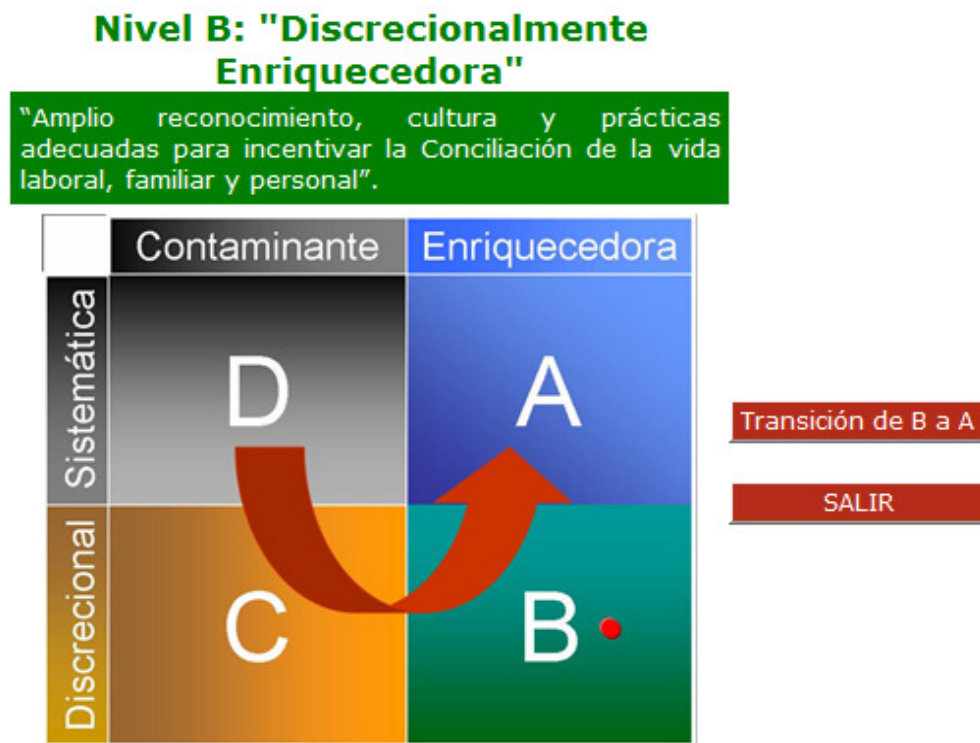 Nivel B: "Discrecionalmente
Enriquecedora"
“Amplio reconocimiento, cultura y prácticas
adecuadas para incentivar la Conciliación de la vida
laboral, familiar y personal”.
Contaminante Enriquecedora
Sistemática
D A
Transición de B a A
SALIR
Discrecional
C B